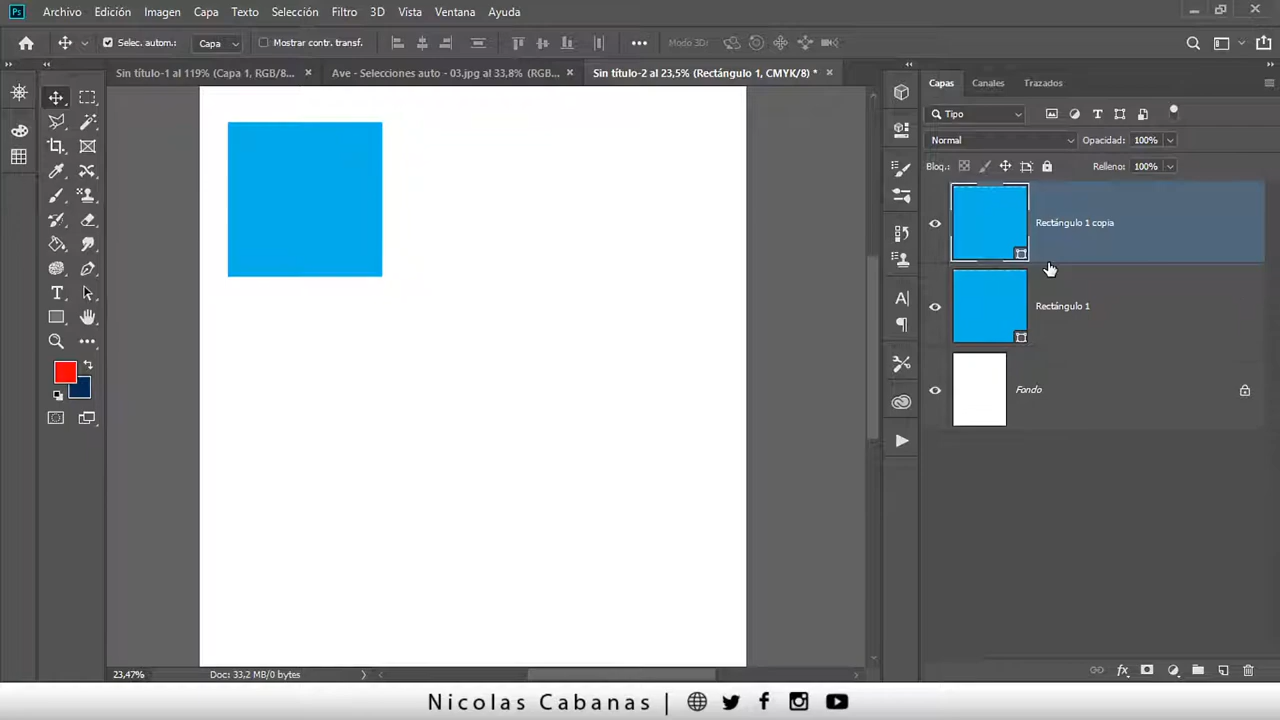 Ps Archivo Edición Imagen Capa Texto Selección Filtro 3D Vista Ventana Ayuda
Selec. autom.: Capa Mostrar contr. transf. ••• Modo 3D:
Sin título-1 al 119% (Capa 1, RGB/8... × Ave - Selecciones auto - 03.jpg al 33,8% (RGB... × Sin título-2 al 23,5% (Rectángulo 1, CMYK/8) * ×
Capas Canales Trazados
Tipo
Normal Opacidad: 100%
Bloq.: Relleno: 100%
Rectángulo 1 copia
Rectángulo 1
Fondo
23,47% Doc: 33,2 MB/0 bytes
Nicolas Cabanas |